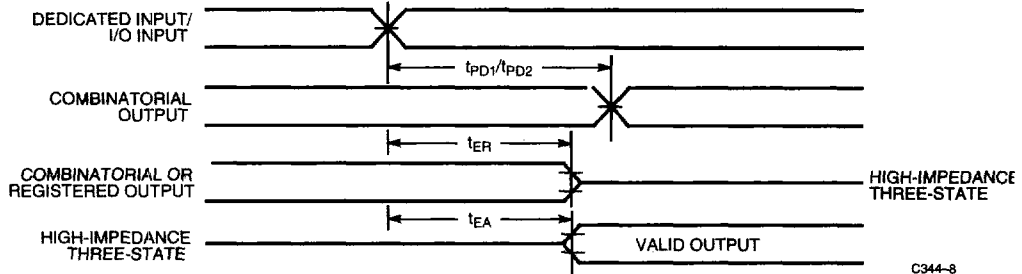 DEDICATED INPUT/
I/O INPUT
tPD1/tPD2
COMBINATORIAL
OUTPUT
tER
COMBINATORIAL OR
REGISTERED OUTPUT
HIGH-IMPEDANCE
THREE-STATE
tEA
HIGH-IMPEDANCE
THREE-STATE
VALID OUTPUT
C344–8